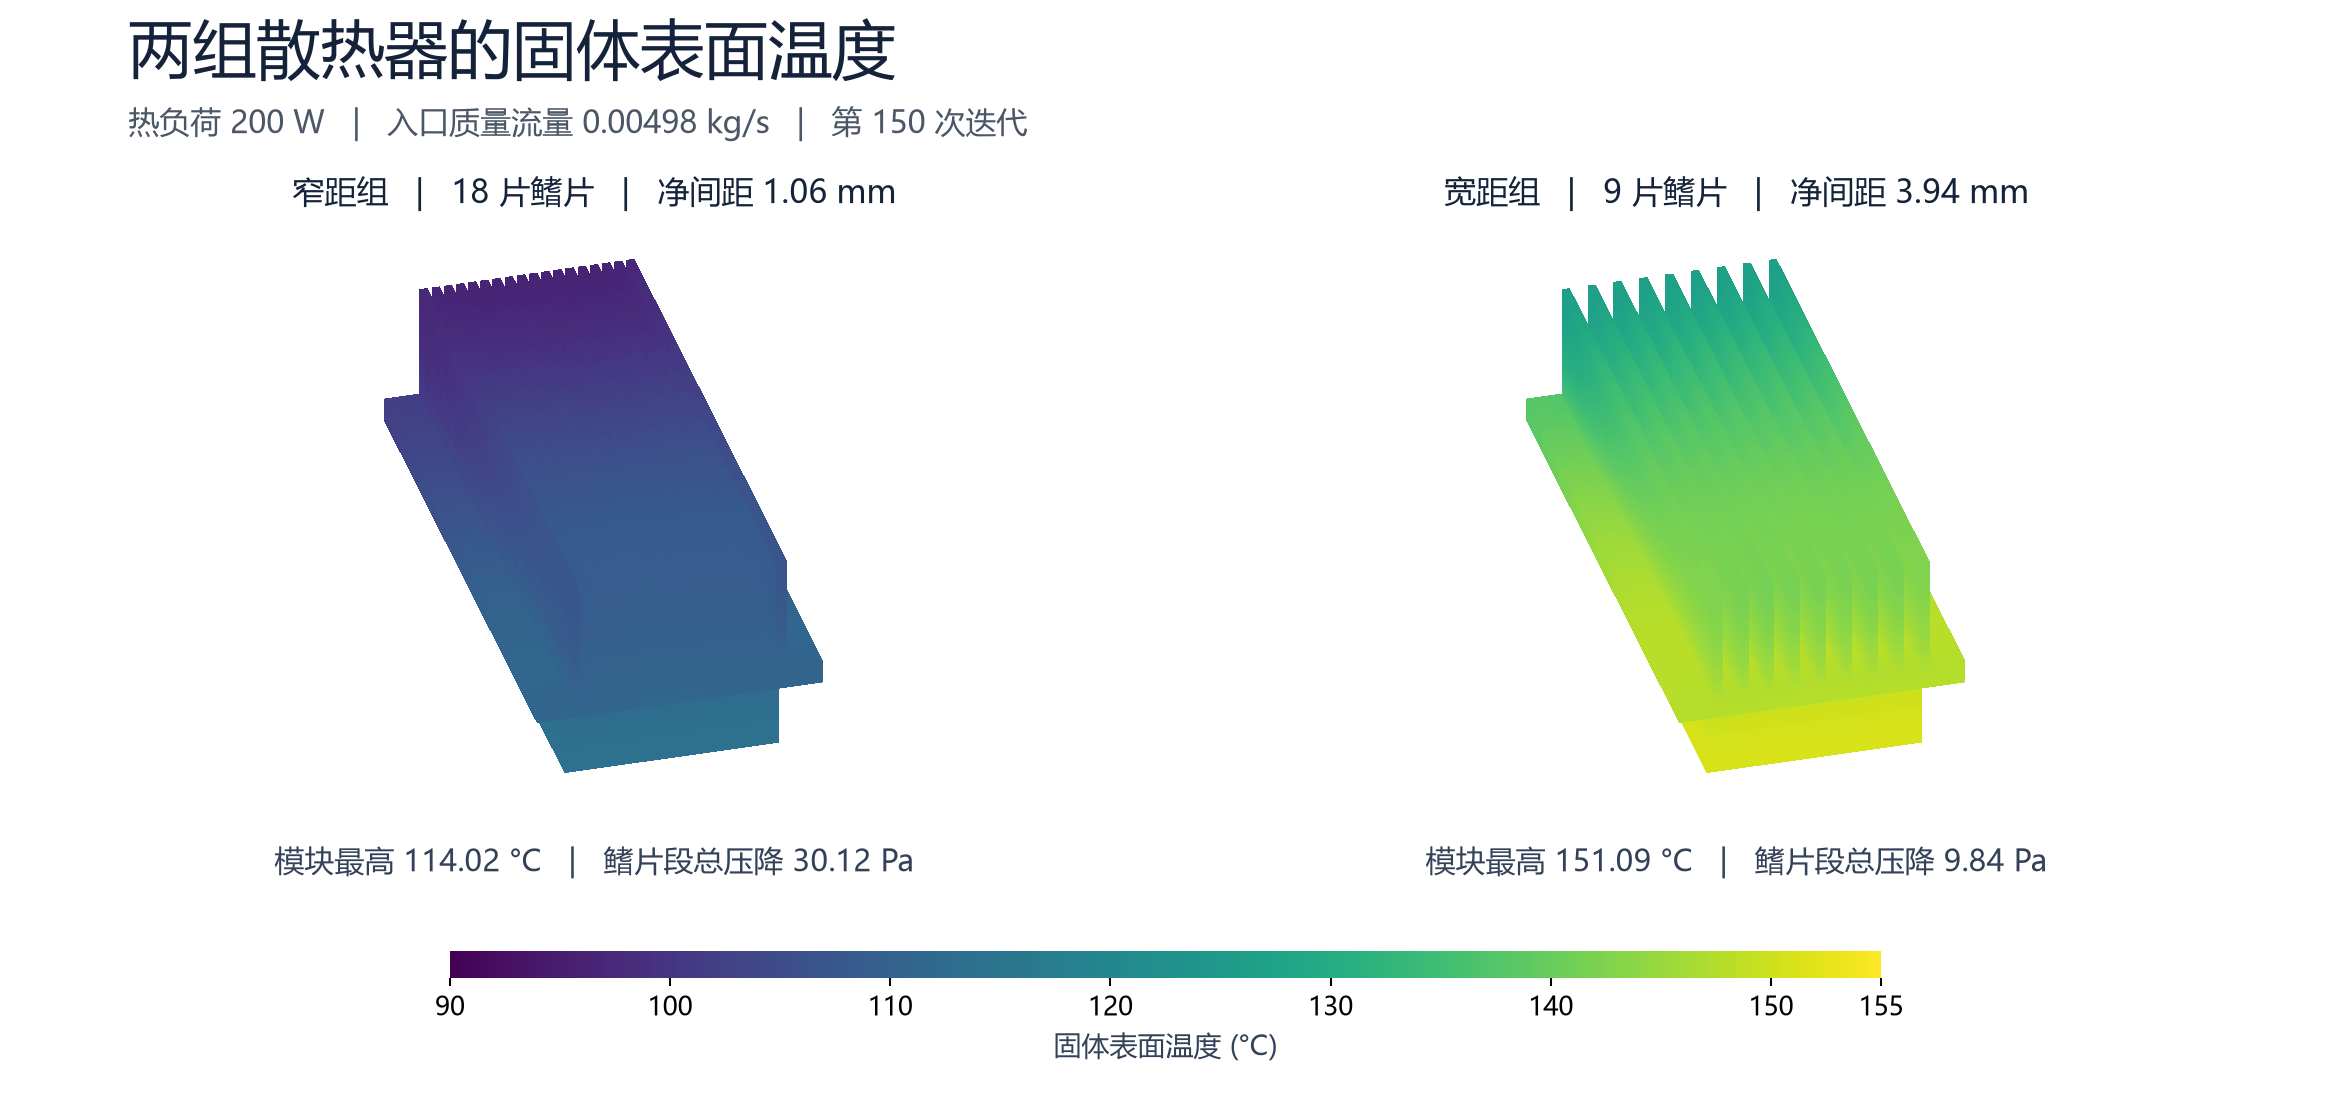 两组散热器的固体表面温度
热负荷 200 W | 入口质量流量 0.00498 kg/s | 第 150 次迭代
窄距组 | 18 片鳍片 | 净间距 1.06 mm
宽距组 | 9 片鳍片 | 净间距 3.94 mm
模块最高 114.02 °C | 鳍片段总压降 30.12 Pa
模块最高 151.09 °C | 鳍片段总压降 9.84 Pa
90 100 110 120 130 140 150 155
固体表面温度 (°C)